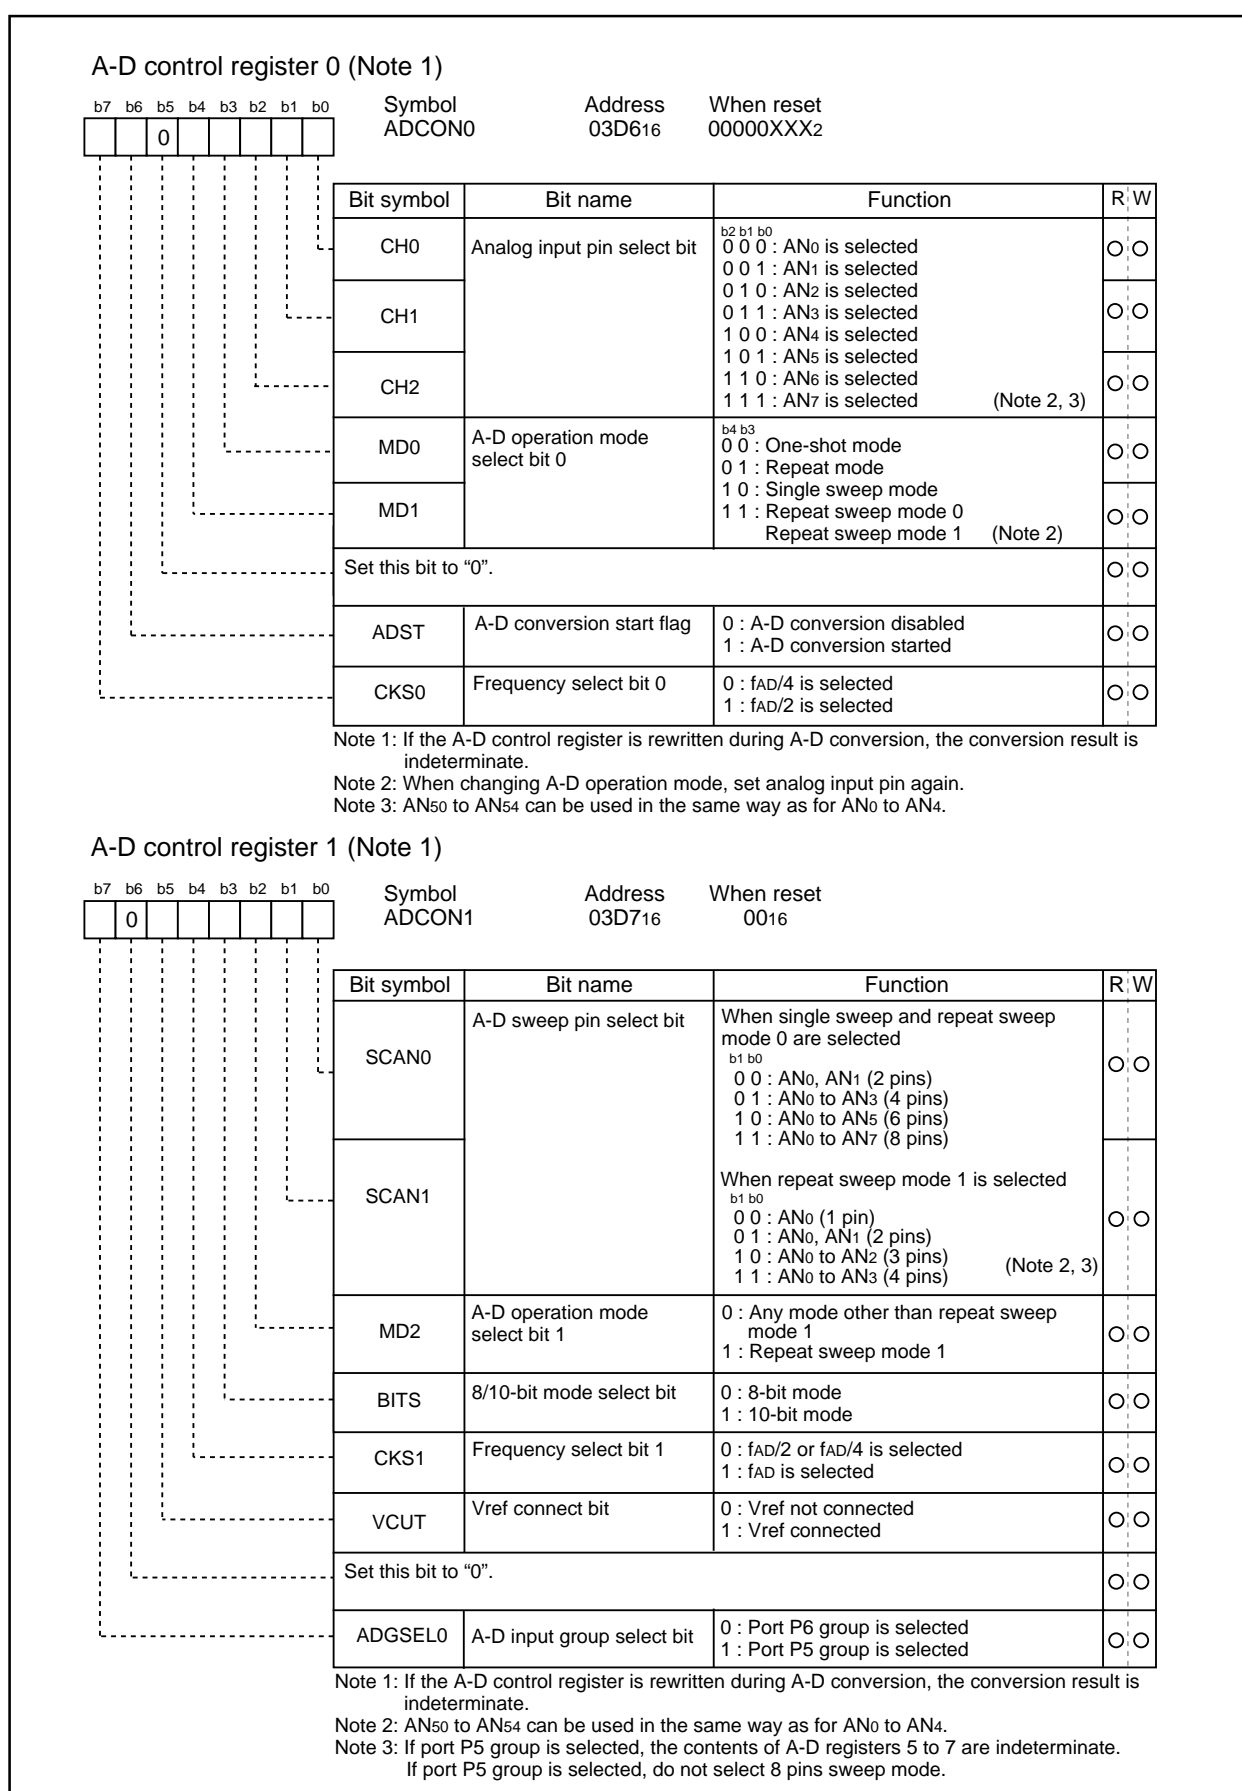 A-D control register 0 (Note 1)
b7 b6 b5 b4 b3 b2 b1 b0
0
Symbol Address When reset
ADCON0 03D616 00000XXX2
Bit symbol Bit name Function R W
CH0 Analog input pin select bit
b2 b1 b0
0 0 0 : AN0 is selected
0 0 1 : AN1 is selected
0 1 0 : AN2 is selected
CH1
0 1 1 : AN3 is selected
1 0 0 : AN4 is selected
1 0 1 : AN5 is selected
CH2
1 1 0 : AN6 is selected
1 1 1 : AN7 is selected (Note 2, 3)
MD0 A-D operation mode
select bit 0
b4 b3
0 0 : One-shot mode
0 1 : Repeat mode
MD1
1 0 : Single sweep mode
1 1 : Repeat sweep mode 0
Repeat sweep mode 1 (Note 2)
Set this bit to “0”.
ADST A-D conversion start flag 0 : A-D conversion disabled
1 : A-D conversion started
CKS0 Frequency select bit 0 0 : fAD/4 is selected
1 : fAD/2 is selected
Note 1: If the A-D control register is rewritten during A-D conversion, the conversion result is
indeterminate.
Note 2: When changing A-D operation mode, set analog input pin again.
Note 3: AN50 to AN54 can be used in the same way as for AN0 to AN4.
A-D control register 1 (Note 1)
b7 b6 b5 b4 b3 b2 b1 b0
0
Symbol Address When reset
ADCON1 03D716 0016
Bit symbol Bit name Function R W
SCAN0 A-D sweep pin select bit
When single sweep and repeat sweep
mode 0 are selected
b1 b0
0 0 : AN0, AN1 (2 pins)
0 1 : AN0 to AN3 (4 pins)
1 0 : AN0 to AN5 (6 pins)
1 1 : AN0 to AN7 (8 pins)
SCAN1
When repeat sweep mode 1 is selected
b1 b0
0 0 : AN0 (1 pin)
0 1 : AN0, AN1 (2 pins)
1 0 : AN0 to AN2 (3 pins)
1 1 : AN0 to AN3 (4 pins) (Note 2, 3)
MD2 A-D operation mode
select bit 1
0 : Any mode other than repeat sweep
mode 1
1 : Repeat sweep mode 1
BITS 8/10-bit mode select bit 0 : 8-bit mode
1 : 10-bit mode
CKS1 Frequency select bit 1 0 : fAD/2 or fAD/4 is selected
1 : fAD is selected
VCUT Vref connect bit 0 : Vref not connected
1 : Vref connected
Set this bit to “0”.
ADGSEL0 A-D input group select bit 0 : Port P6 group is selected
1 : Port P5 group is selected
Note 1: If the A-D control register is rewritten during A-D conversion, the conversion result is
indeterminate.
Note 2: AN50 to AN54 can be used in the same way as for AN0 to AN4.
Note 3: If port P5 group is selected, the contents of A-D registers 5 to 7 are indeterminate.
If port P5 group is selected, do not select 8 pins sweep mode.